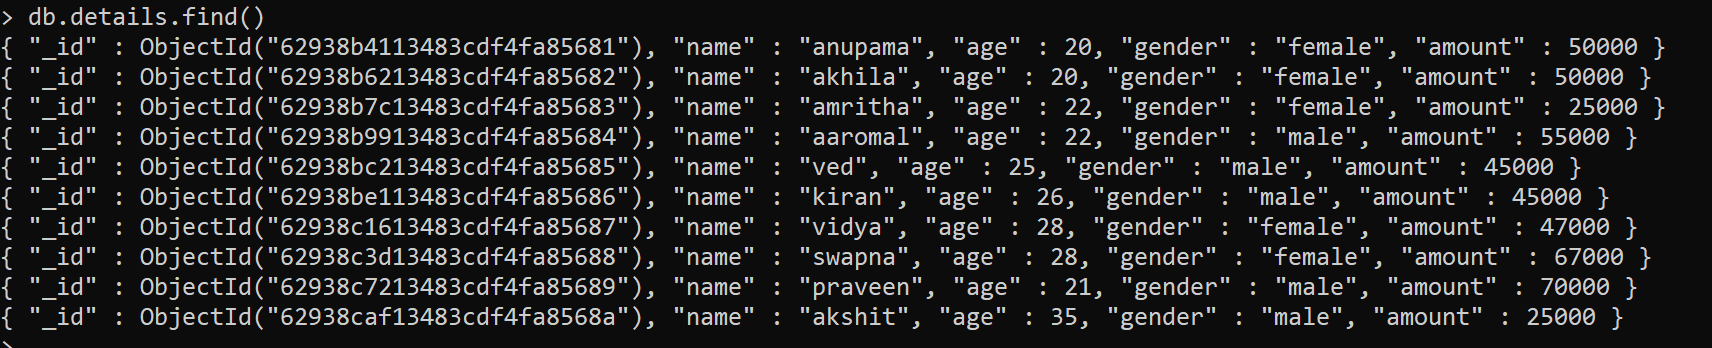 > db.details.find()
{ "_id" : ObjectId("62938b4113483cdf4fa85681"), "name" : "anupama", "age" : 20, "gender" : "female", "amount" : 50000 }
{ "_id" : ObjectId("62938b6213483cdf4fa85682"), "name" : "akhila", "age" : 20, "gender" : "female", "amount" : 50000 }
{ "_id" : ObjectId("62938b7c13483cdf4fa85683"), "name" : "amritha", "age" : 22, "gender" : "female", "amount" : 25000 }
{ "_id" : ObjectId("62938b9913483cdf4fa85684"), "name" : "aaromal", "age" : 22, "gender" : "male", "amount" : 55000 }
{ "_id" : ObjectId("62938bc213483cdf4fa85685"), "name" : "ved", "age" : 25, "gender" : "male", "amount" : 45000 }
{ "_id" : ObjectId("62938be113483cdf4fa85686"), "name" : "kiran", "age" : 26, "gender" : "male", "amount" : 45000 }
{ "_id" : ObjectId("62938c1613483cdf4fa85687"), "name" : "vidya", "age" : 28, "gender" : "female", "amount" : 47000 }
{ "_id" : ObjectId("62938c3d13483cdf4fa85688"), "name" : "swapna", "age" : 28, "gender" : "female", "amount" : 67000 }
{ "_id" : ObjectId("62938c7213483cdf4fa85689"), "name" : "praveen", "age" : 21, "gender" : "male", "amount" : 70000 }
{ "_id" : ObjectId("62938caf13483cdf4fa8568a"), "name" : "akshit", "age" : 35, "gender" : "male", "amount" : 25000 }